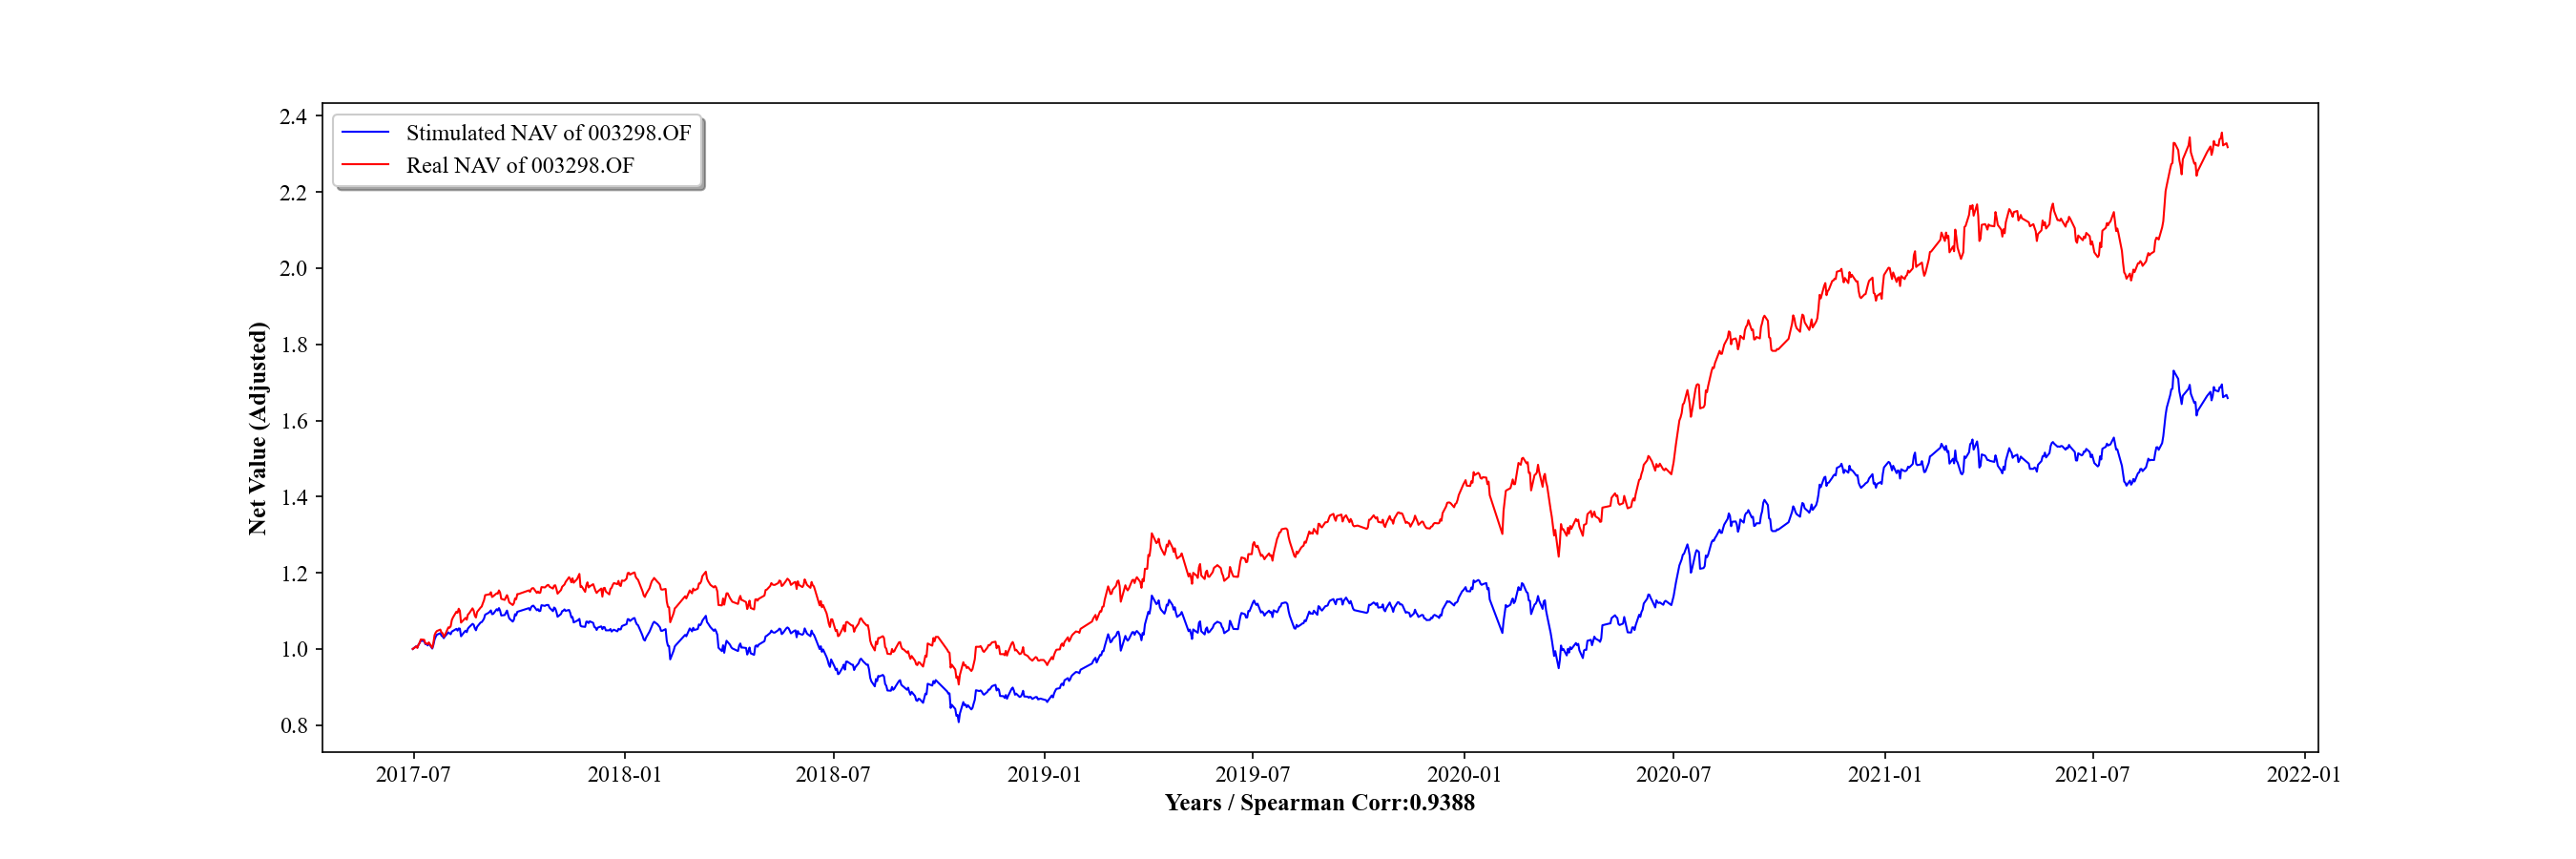 2.4
2.2
2.0
1.8
1.6
1.4
1.2
1.0
0.8
Net Value (Adjusted)
Stimulated NAV of 003298.OF
Real NAV of 003298.OF
2017-07 2018-01 2018-07 2019-01 2019-07 2020-01 2020-07 2021-01 2021-07 2022-01
Years / Spearman Corr:0.9388